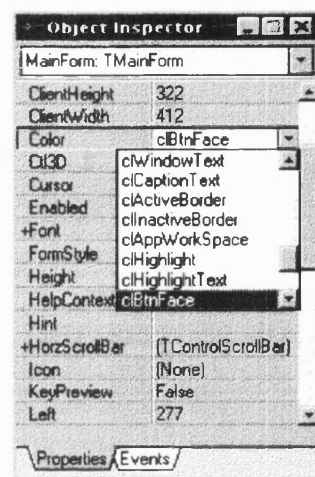 Object Inspector
MainForm: TMainForm
ClientHeight 322
ClientWidth 412
Color clBtnFace
Ctl3D clWindowText
Cursor clCaptionText
clActiveBorder
Enabled clInactiveBorder
+Font clAppWorkSpace
FormStyle clHighlight
Height clHighlightText
HelpContext clBtnFace
Hint
+HorzScrollBar (TControlScrollBar)
Icon (None)
KeyPreview False
Left 277
Properties Events